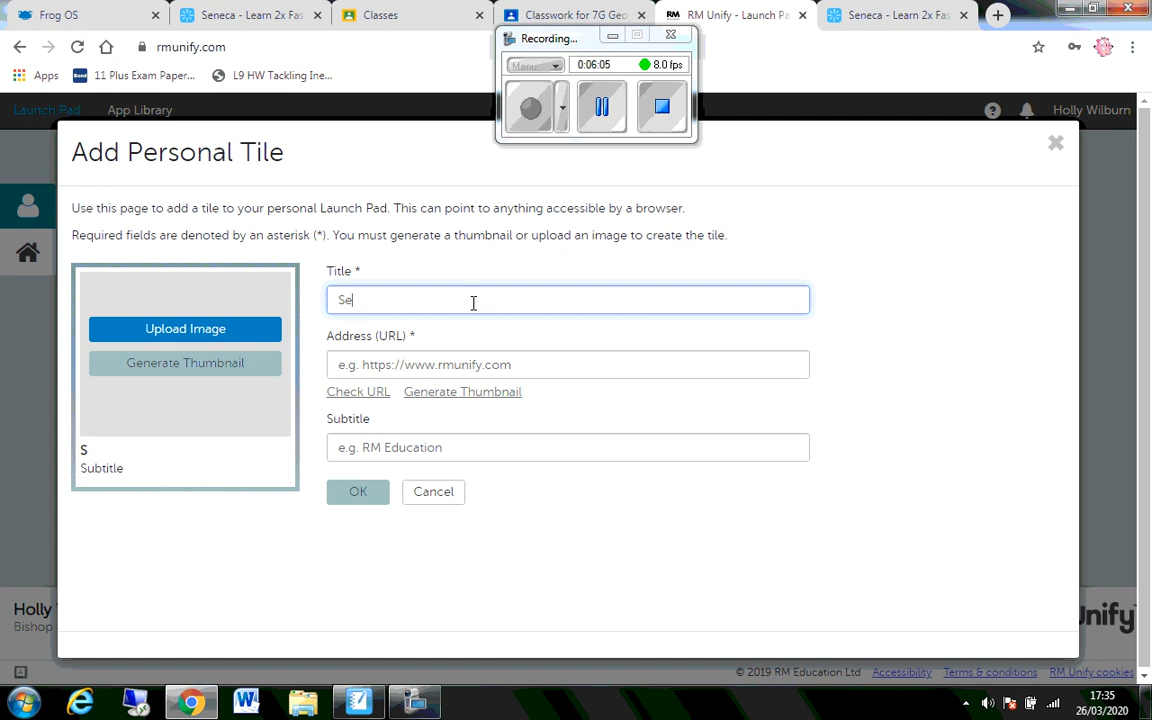 Frog OS
Seneca - Learn 2x Fas
Classes
Classwork for 7G Geo
RM Unify - Launch Pa
Seneca - Learn 2x Fas
rmunify.com
Recording...
Menu
0:06:05
8.0 fps
Apps
11 Plus Exam Paper...
L9 HW Tackling Ine...
Launch Pad
App Library
Holly Wilburn
Add Personal Tile
Use this page to add a tile to your personal Launch Pad. This can point to anything accessible by a browser.
Required fields are denoted by an asterisk (*). You must generate a thumbnail or upload an image to create the tile.
Title *
Se
Upload Image
Generate Thumbnail
Address (URL) *
e.g. https://www.rmunify.com
Check URL Generate Thumbnail
Subtitle
e.g. RM Education
S
Subtitle
OK
Cancel
Holly
Bishop
nify
© 2019 RM Education Ltd Accessibility Terms & conditions RM Unify cookies
17:35
26/03/2020